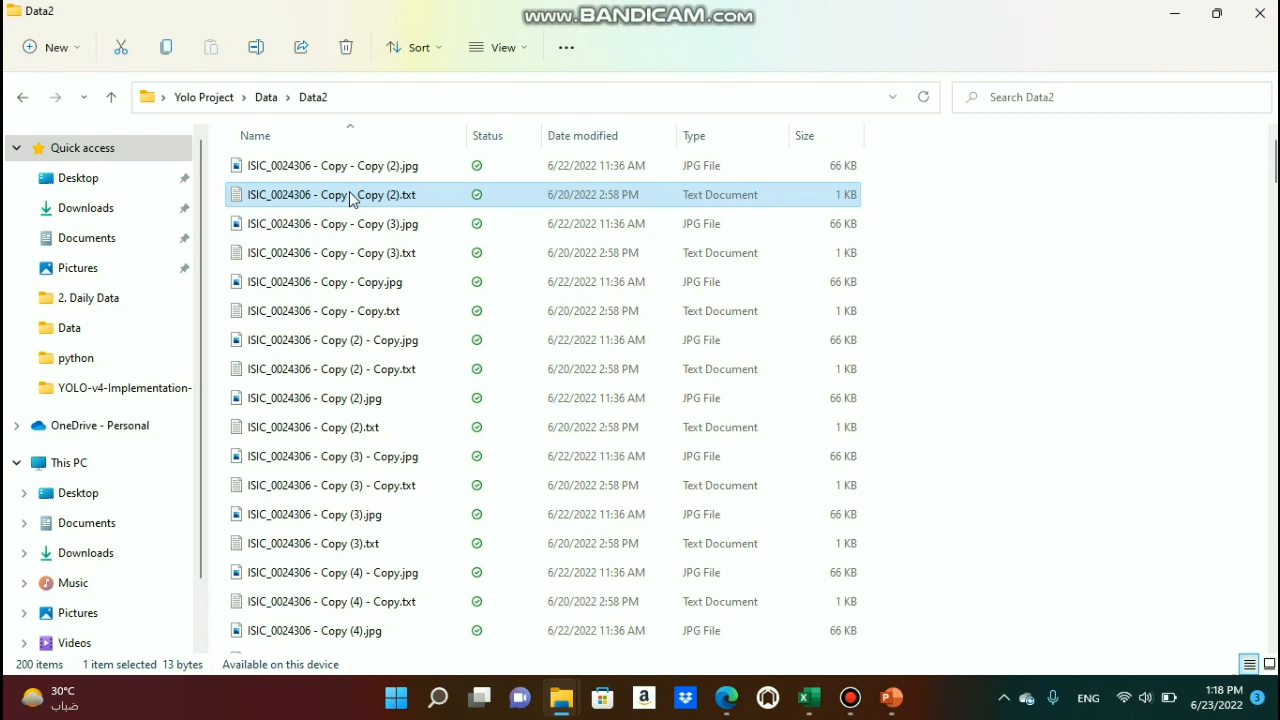 Data2
www.BANDICAM.com
New
Sort
View
Yolo Project > Data > Data2
Search Data2
Name Status Date modified Type Size
Quick access
Desktop
Downloads
Documents
Pictures
2. Daily Data
Data
python
YOLO-v4-Implementation-
OneDrive - Personal
This PC
Desktop
Documents
Downloads
Music
Pictures
Videos
ISIC_0024306 - Copy - Copy (2).jpg 6/22/2022 11:36 AM JPG File 66 KB
ISIC_0024306 - Copy - Copy (2).txt 6/20/2022 2:58 PM Text Document 1 KB
ISIC_0024306 - Copy - Copy (3).jpg 6/22/2022 11:36 AM JPG File 66 KB
ISIC_0024306 - Copy - Copy (3).txt 6/20/2022 2:58 PM Text Document 1 KB
ISIC_0024306 - Copy - Copy.jpg 6/22/2022 11:36 AM JPG File 66 KB
ISIC_0024306 - Copy - Copy.txt 6/20/2022 2:58 PM Text Document 1 KB
ISIC_0024306 - Copy (2) - Copy.jpg 6/22/2022 11:36 AM JPG File 66 KB
ISIC_0024306 - Copy (2) - Copy.txt 6/20/2022 2:58 PM Text Document 1 KB
ISIC_0024306 - Copy (2).jpg 6/22/2022 11:36 AM JPG File 66 KB
ISIC_0024306 - Copy (2).txt 6/20/2022 2:58 PM Text Document 1 KB
ISIC_0024306 - Copy (3) - Copy.jpg 6/22/2022 11:36 AM JPG File 66 KB
ISIC_0024306 - Copy (3) - Copy.txt 6/20/2022 2:58 PM Text Document 1 KB
ISIC_0024306 - Copy (3).jpg 6/22/2022 11:36 AM JPG File 66 KB
ISIC_0024306 - Copy (3).txt 6/20/2022 2:58 PM Text Document 1 KB
ISIC_0024306 - Copy (4) - Copy.jpg 6/22/2022 11:36 AM JPG File 66 KB
ISIC_0024306 - Copy (4) - Copy.txt 6/20/2022 2:58 PM Text Document 1 KB
ISIC_0024306 - Copy (4).jpg 6/22/2022 11:36 AM JPG File 66 KB
200 items 1 item selected 13 bytes Available on this device
30°C
ضباب
ENG
1:18 PM
6/23/2022
3